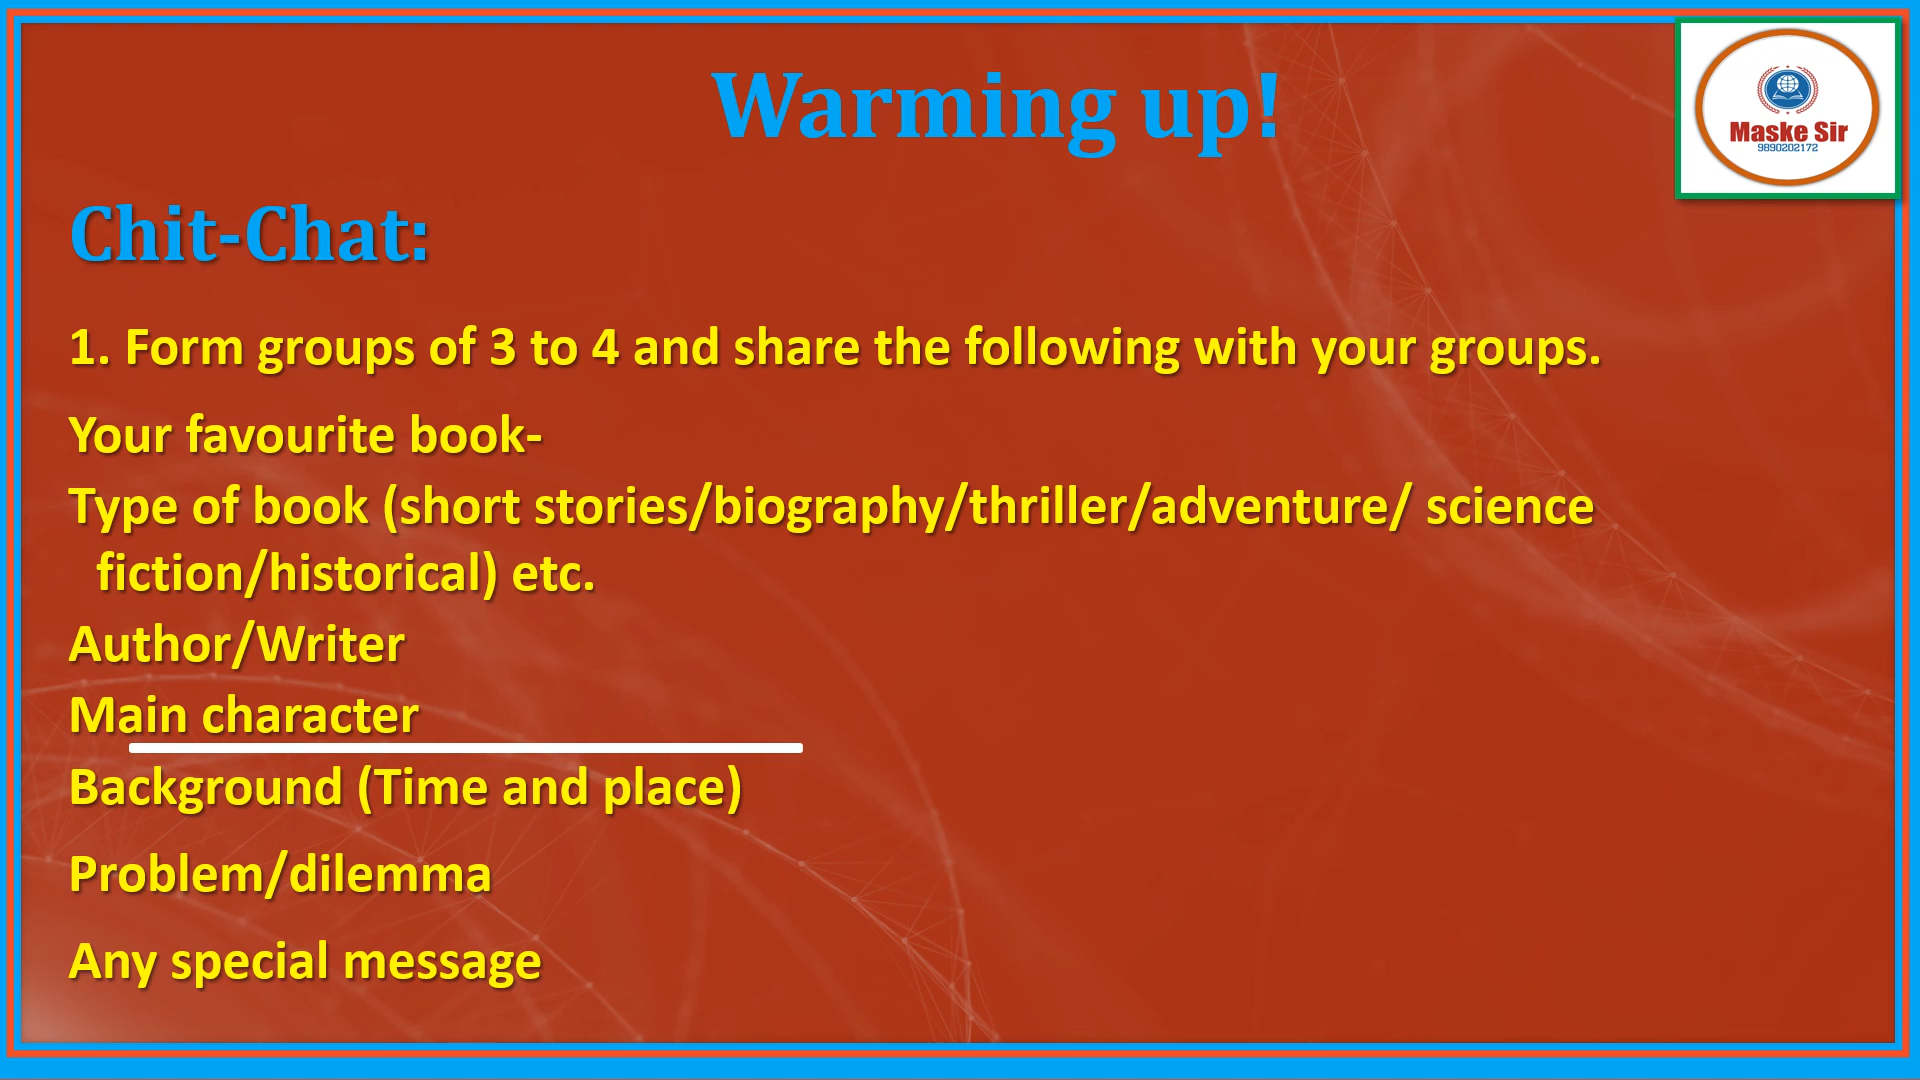 Warming up!
Maske Sir
9890202172
Chit-Chat:
1. Form groups of 3 to 4 and share the following with your groups.
Your favourite book-
Type of book (short stories/biography/thriller/adventure/ science
fiction/historical) etc.
Author/Writer
Main character
Background (Time and place)
Problem/dilemma
Any special message